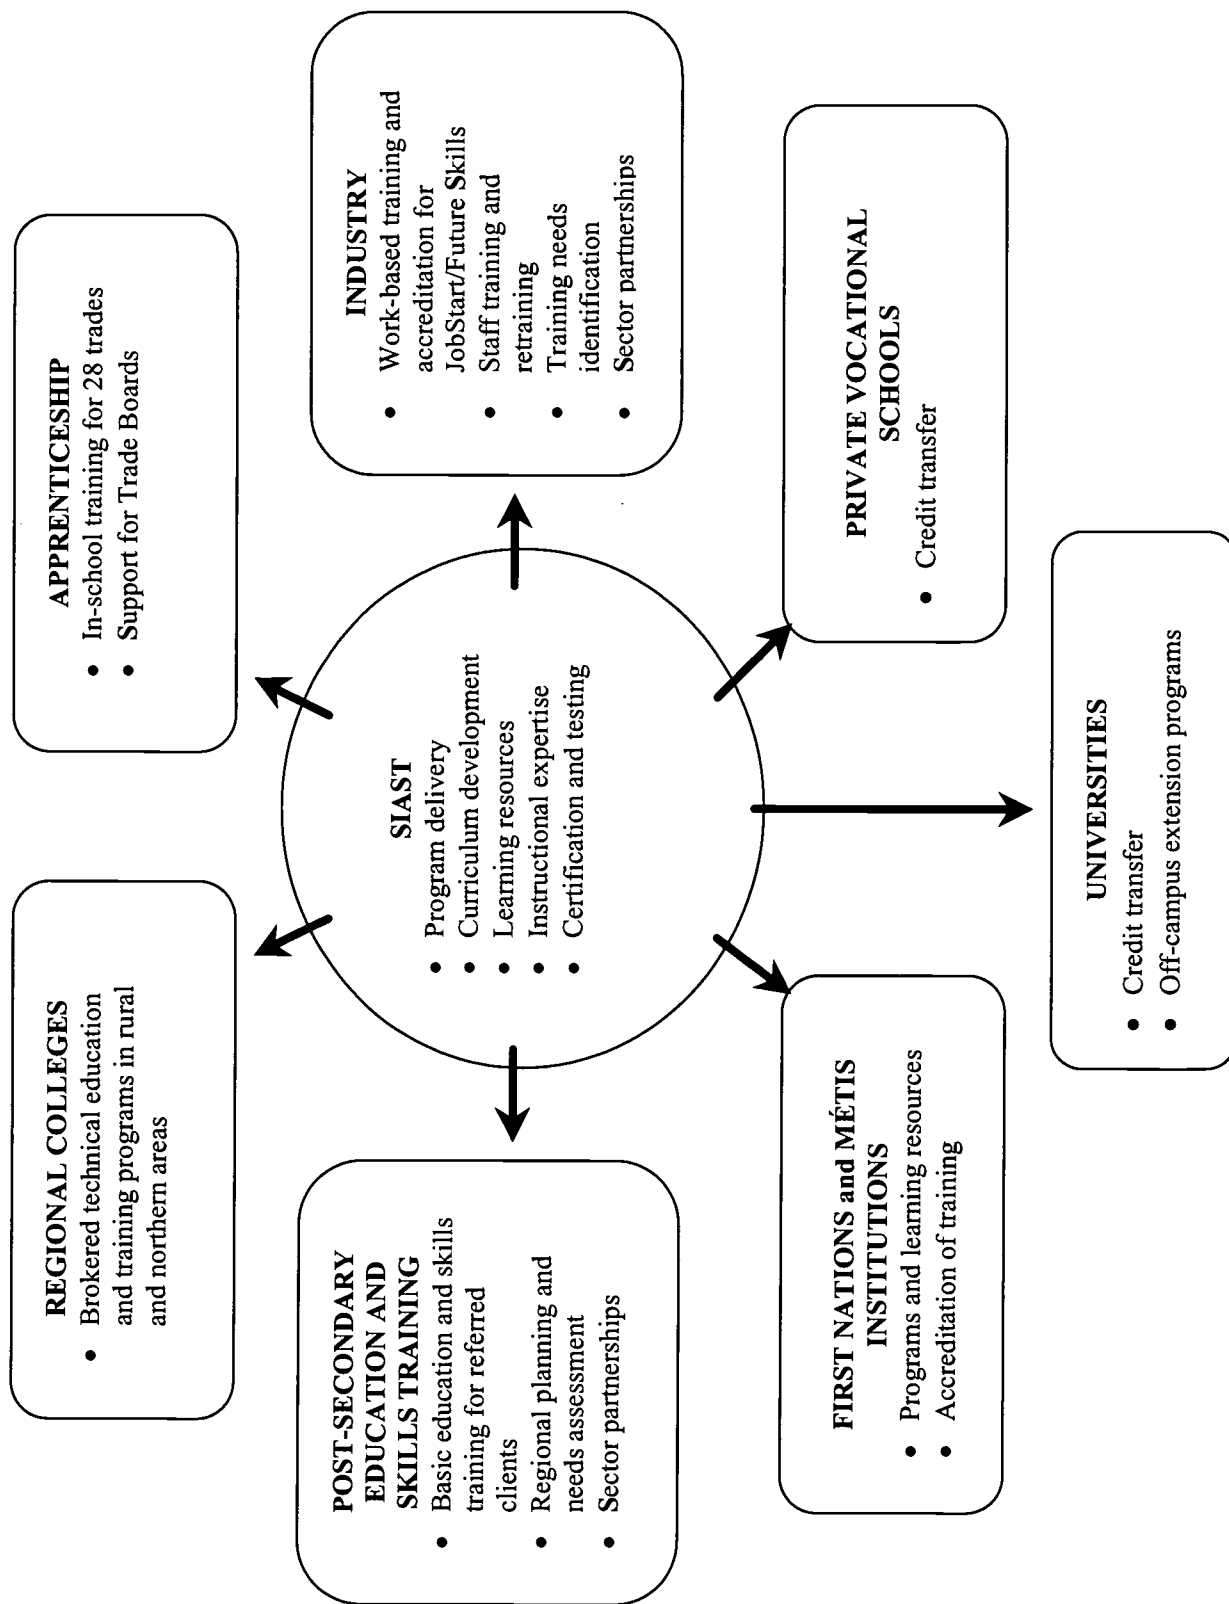 REGIONAL COLLEGES
• Brokered technical education
and training programs in rural
and northern areas
APPRENTICESHIP
• In-school training for 28 trades
• Support for Trade Boards
POST-SECONDARY
EDUCATION AND
SKILLS TRAINING
• Basic education and skills
training for referred
clients
• Regional planning and
needs assessment
• Sector partnerships
SIAST
• Program delivery
• Curriculum development
• Learning resources
• Instructional expertise
• Certification and testing
INDUSTRY
• Work-based training and
accreditation for
JobStart/Future Skills
• Staff training and
retraining
• Training needs
identification
• Sector partnerships
FIRST NATIONS and MÉTIS
INSTITUTIONS
• Programs and learning resources
• Accreditation of training
PRIVATE VOCATIONAL
SCHOOLS
• Credit transfer
UNIVERSITIES
• Credit transfer
• Off-campus extension programs